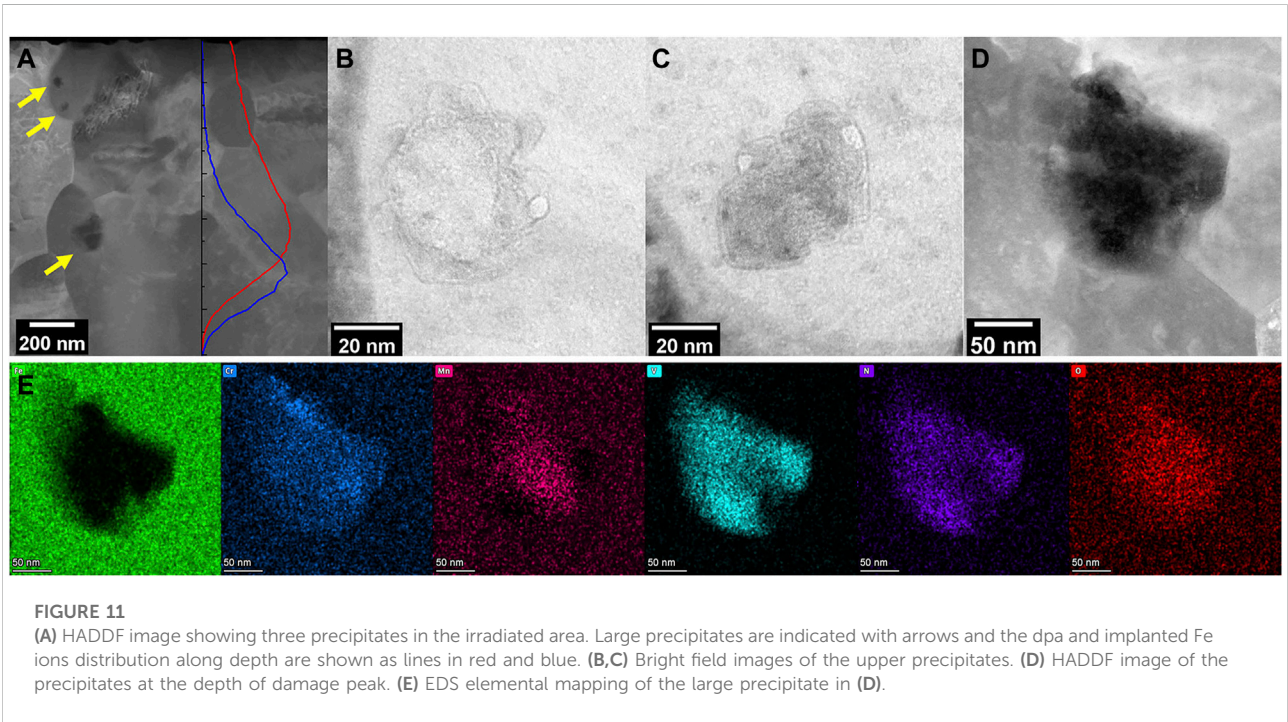 A
B
C
D
200 nm
20 nm
20 nm
50 nm
E
Fe
Cr
Mn
V
N
O
50 nm
50 nm
50 nm
50 nm
50 nm
50 nm
FIGURE 11
(A) HADDF image showing three precipitates in the irradiated area. Large precipitates are indicated with arrows and the dpa and implanted Fe
ions distribution along depth are shown as lines in red and blue. (B,C) Bright field images of the upper precipitates. (D) HADDF image of the
precipitates at the depth of damage peak. (E) EDS elemental mapping of the large precipitate in (D).